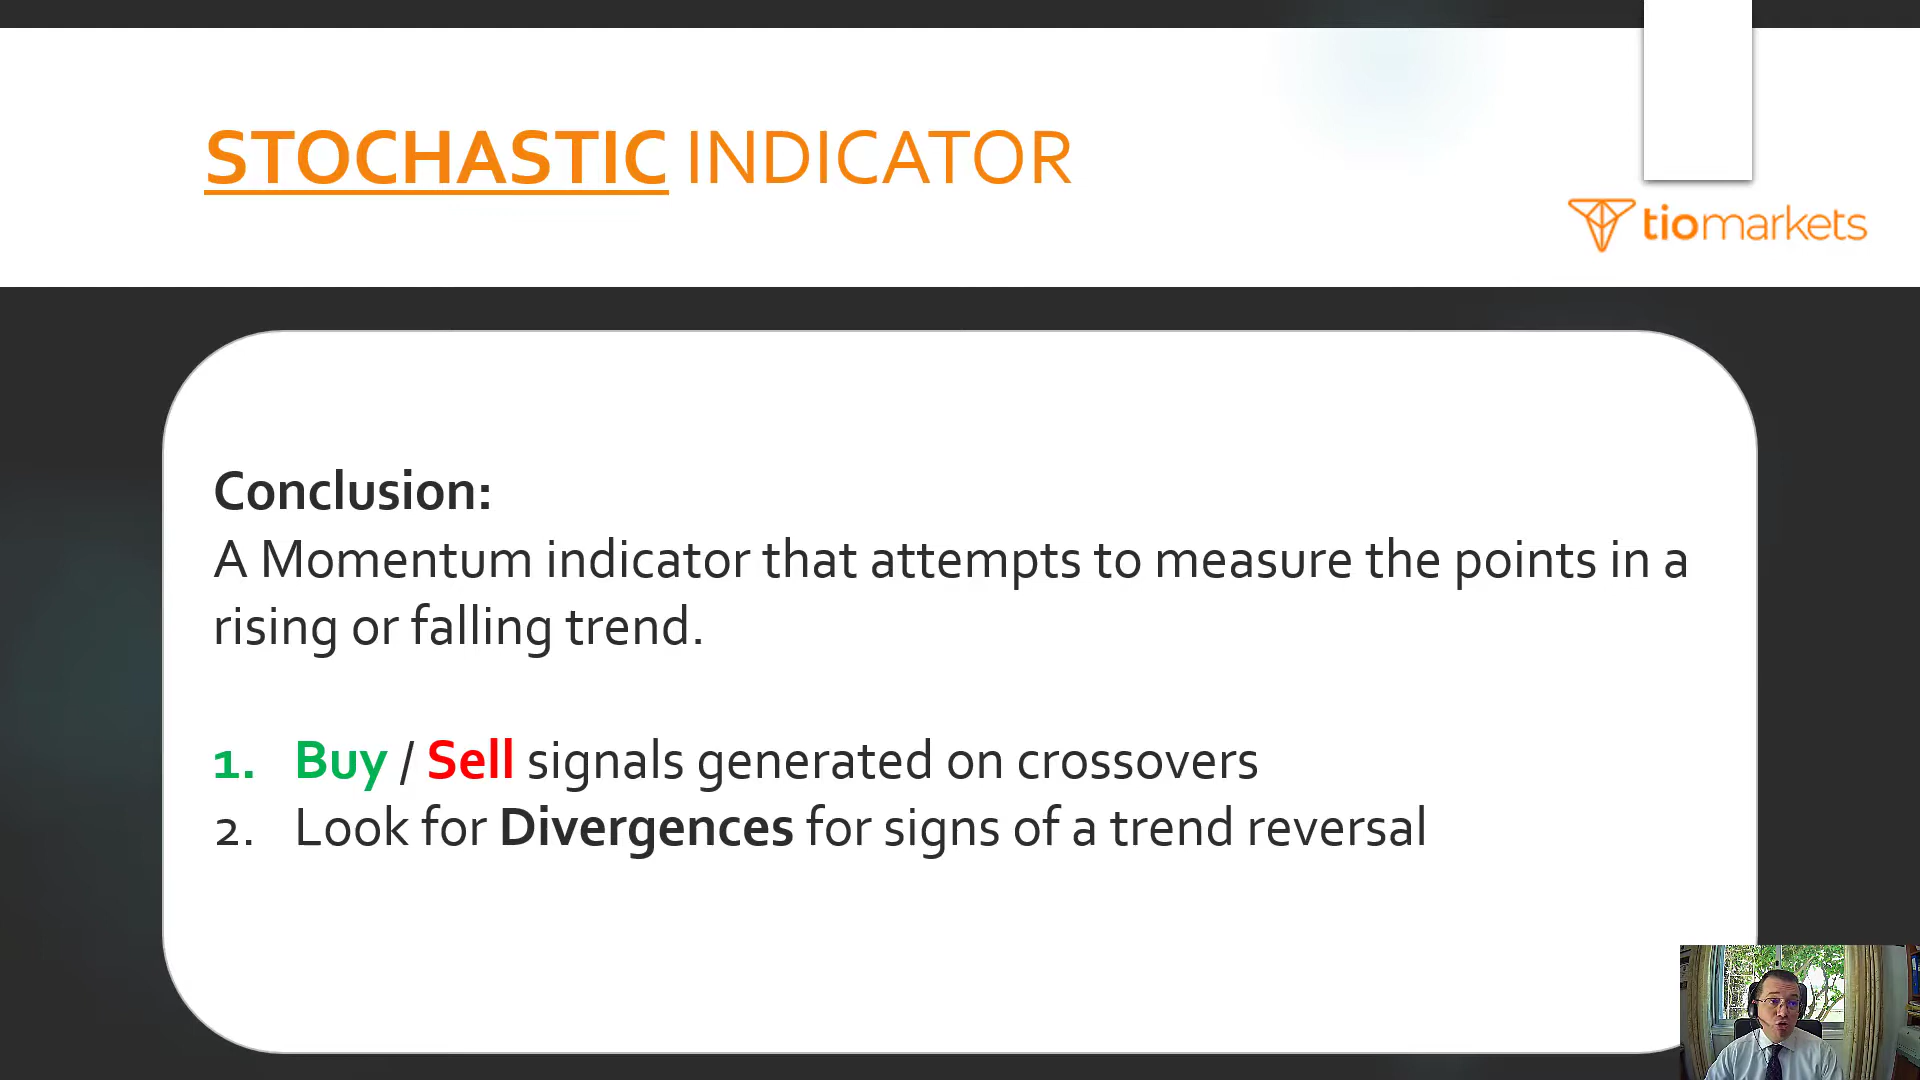 STOCHASTIC INDICATOR
tiomarkets
Conclusion:
A Momentum indicator that attempts to measure the points in a
rising or falling trend.
1. Buy / Sell signals generated on crossovers
2. Look for Divergences for signs of a trend reversal